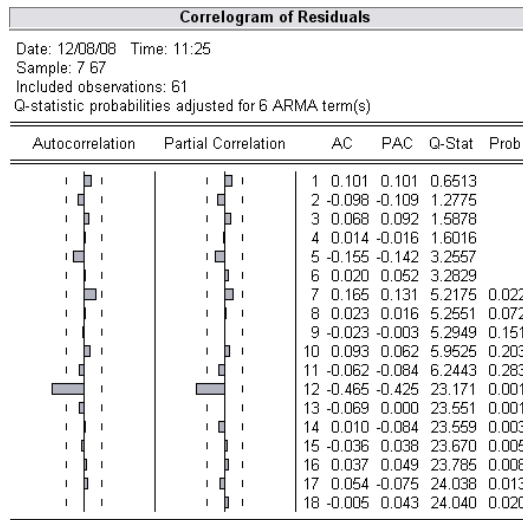 Correlogram of Residuals
Date: 12/08/08 Time: 11:25
Sample: 7 67
Included observations: 61
Q-statistic probabilities adjusted for 6 ARMA term(s)
Autocorrelation Partial Correlation AC PAC Q-Stat Prob
1 0.101 0.101 0.6513
2 -0.098 -0.109 1.2775
3 0.068 0.092 1.5878
4 0.014 -0.016 1.6016
5 -0.155 -0.142 3.2557
6 0.020 0.052 3.2829
7 0.165 0.131 5.2175 0.022
8 0.023 0.016 5.2551 0.072
9 -0.023 -0.003 5.2949 0.151
10 0.093 0.062 5.9525 0.203
11 -0.062 -0.084 6.2443 0.283
12 -0.465 -0.425 23.171 0.001
13 -0.069 0.000 23.551 0.001
14 0.010 -0.084 23.559 0.003
15 -0.036 0.038 23.670 0.005
16 0.037 0.049 23.785 0.008
17 0.054 -0.075 24.038 0.013
18 -0.005 0.043 24.040 0.020